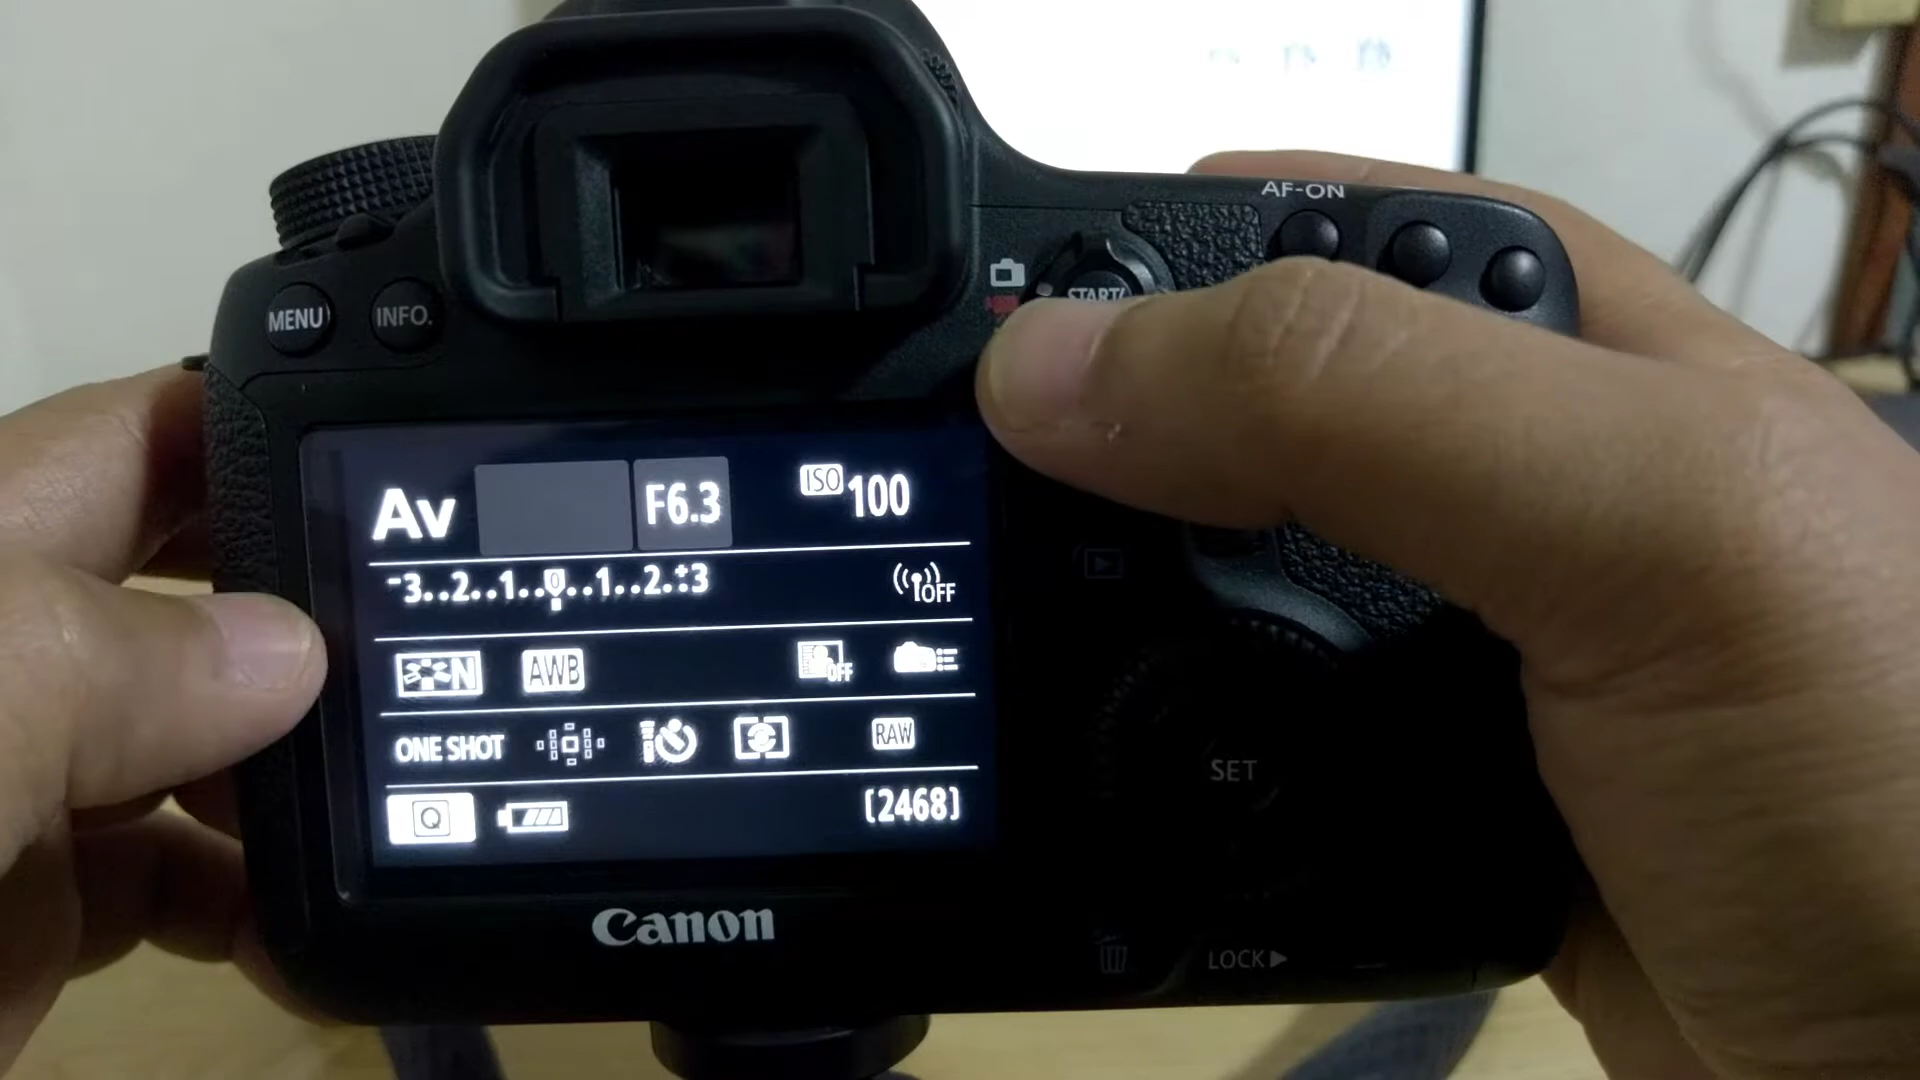 AF-ON
MENU
INFO.
START/
Av
F6.3
ISO 100
-3..2..1..0..1..2.+3
OFF
N
AWB
OFF
ONE SHOT
RAW
Q
[2468]
SET
Canon
LOCK